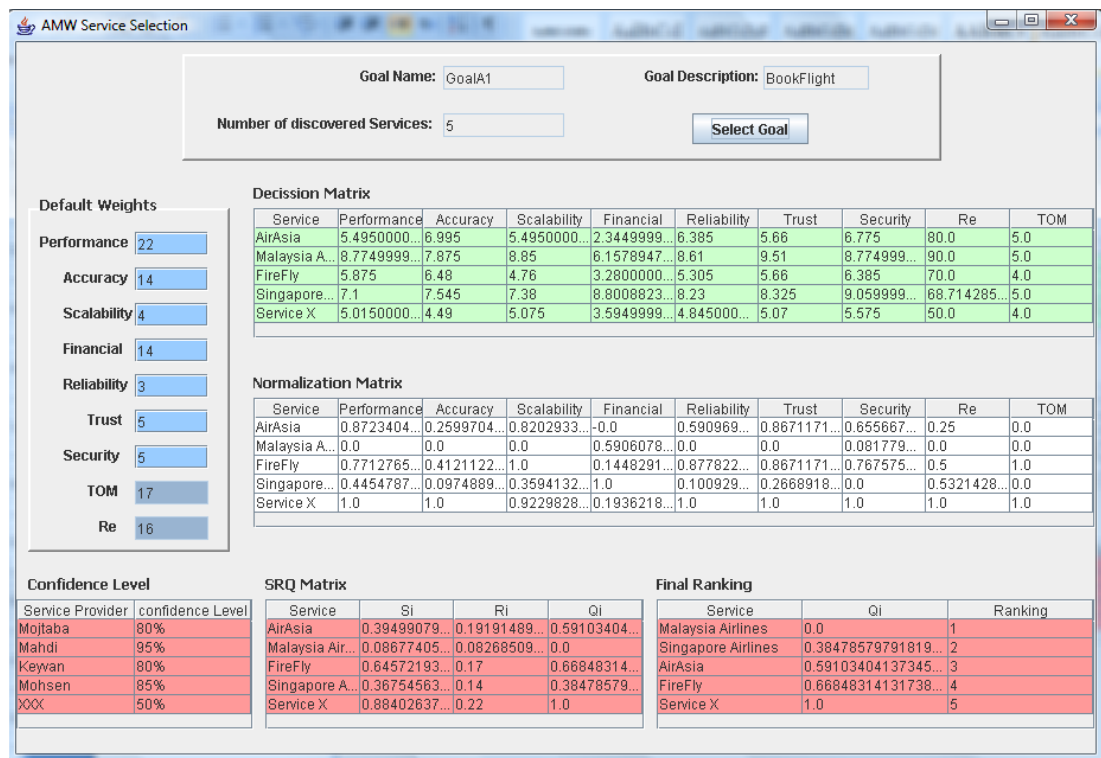 AMW Service Selection
Goal Name: GoalA1 Goal Description: BookFlight
Number of discovered Services: 5 Select Goal
Default Weights
Performance 22
Accuracy 14
Scalability 4
Financial 14
Reliability 3
Trust 5
Security 5
TOM 17
Re 16
Decission Matrix
Service Performance Accuracy Scalability Financial Reliability Trust Security Re TOM
AirAsia 5.4950000... 6.995 5.4950000... 2.3449999... 6.385 5.66 6.775 80.0 5.0
Malaysia A... 8.7749999... 7.875 8.85 6.1578947... 8.61 9.51 8.774999... 90.0 5.0
FireFly 5.875 6.48 4.76 3.2800000... 5.305 5.66 6.385 70.0 4.0
Singapore... 7.1 7.545 7.38 8.8008823... 8.23 8.325 9.059999... 68.714285... 5.0
Service X 5.0150000... 4.49 5.075 3.5949999... 4.845000... 5.07 5.575 50.0 4.0
Normalization Matrix
Service Performance Accuracy Scalability Financial Reliability Trust Security Re TOM
AirAsia 0.8723404... 0.2599704... 0.8202933... -0.0 0.590969... 0.8671171... 0.655667... 0.25 0.0
Malaysia A... 0.0 0.0 0.0 0.5906078... 0.0 0.0 0.081779... 0.0 0.0
FireFly 0.7712765... 0.4121122... 1.0 0.1448291... 0.877822... 0.8671171... 0.767575... 0.5 1.0
Singapore... 0.4454787... 0.0974889... 0.3594132... 1.0 0.100929... 0.2668918... 0.0 0.5321428... 0.0
Service X 1.0 1.0 0.9229828... 0.1936218... 1.0 1.0 1.0 1.0 1.0
Confidence Level
Service Provider confidence Level
Mojtaba 80%
Mahdi 95%
Keyvan 80%
Mohsen 85%
XXX 50%
SRQ Matrix
Service Si Ri Qi
AirAsia 0.39499079... 0.19191489... 0.59103404...
Malaysia Air... 0.08677405... 0.08268509... 0.0
FireFly 0.64572193... 0.17 0.66848314...
Singapore A... 0.36754563... 0.14 0.38478579...
Service X 0.88402637... 0.22 1.0
Final Ranking
Service Qi Ranking
Malaysia Airlines 0.0 1
Singapore Airlines 0.38478579791819... 2
AirAsia 0.59103404137345... 3
FireFly 0.66848314131738... 4
Service X 1.0 5